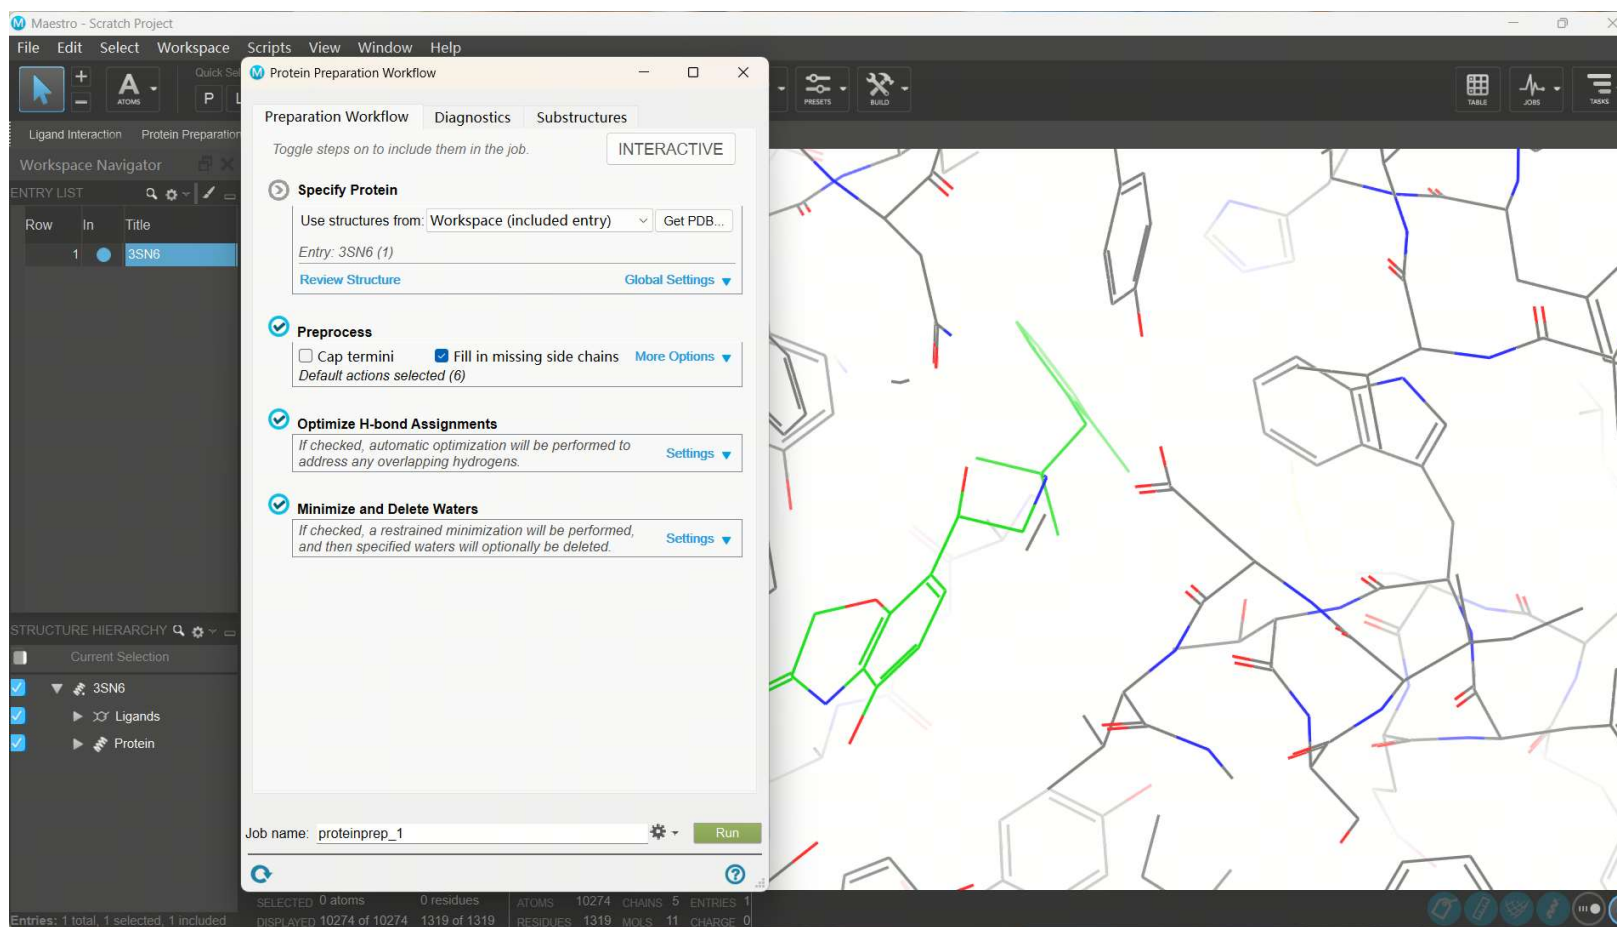 Maestro - Scratch Project
File Edit Select Workspace Scripts View Window Help
Quick Sel
ATOMS
P L
PRESETS
BUILD
TABLE
JOBS
TASKS
Ligand Interaction Protein Preparation
Workspace Navigator
ENTRY LIST
Row In Title
1 3SN6
STRUCTURE HIERARCHY
Current Selection
3SN6
Ligands
Protein
Entries: 1 total, 1 selected, 1 included
Protein Preparation Workflow
Preparation Workflow Diagnostics Substructures
Toggle steps on to include them in the job. INTERACTIVE
Specify Protein
Use structures from: Workspace (included entry) Get PDB...
Entry: 3SN6 (1)
Review Structure Global Settings
Preprocess
Cap termini Fill in missing side chains More Options
Default actions selected (6)
Optimize H-bond Assignments
If checked, automatic optimization will be performed to
address any overlapping hydrogens.
Settings
Minimize and Delete Waters
If checked, a restrained minimization will be performed,
and then specified waters will optionally be deleted.
Settings
Job name: proteinprep_1 Run
SELECTED 0 atoms 0 residues ATOMS 10274 CHAINS 5 ENTRIES 1
DISPLAYED 10274 of 10274 1319 of 1319 RESIDUES 1319 MOLS 11 CHARGE 0